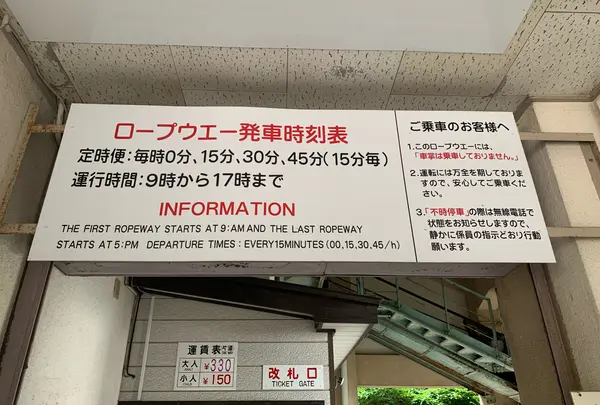 ロープウエー発車時刻表
定時便:毎時0分、15分、30分、45分(15分毎)
運行時間:9時から17時まで
INFORMATION
THE FIRST ROPEWAY STARTS AT 9:AM AND THE LAST ROPEWAY
STARTS AT 5:PM DEPARTURE TIMES : EVERY15MINUTES (00,15,30,45/h)
ご乗車のお客様へ
1.このロープウエーには、
「車掌は乗車しておりません。」
2.運転には万全を期しております
ますので、安心してご乗車くだ
さい。
3.「不時停車」の際は無線電話で
状態をお知らせしますので、
静かに係員の指示どおり行動
願います。
運賃表
大人 ¥330
小人 ¥150
改札口
TICKET GATE